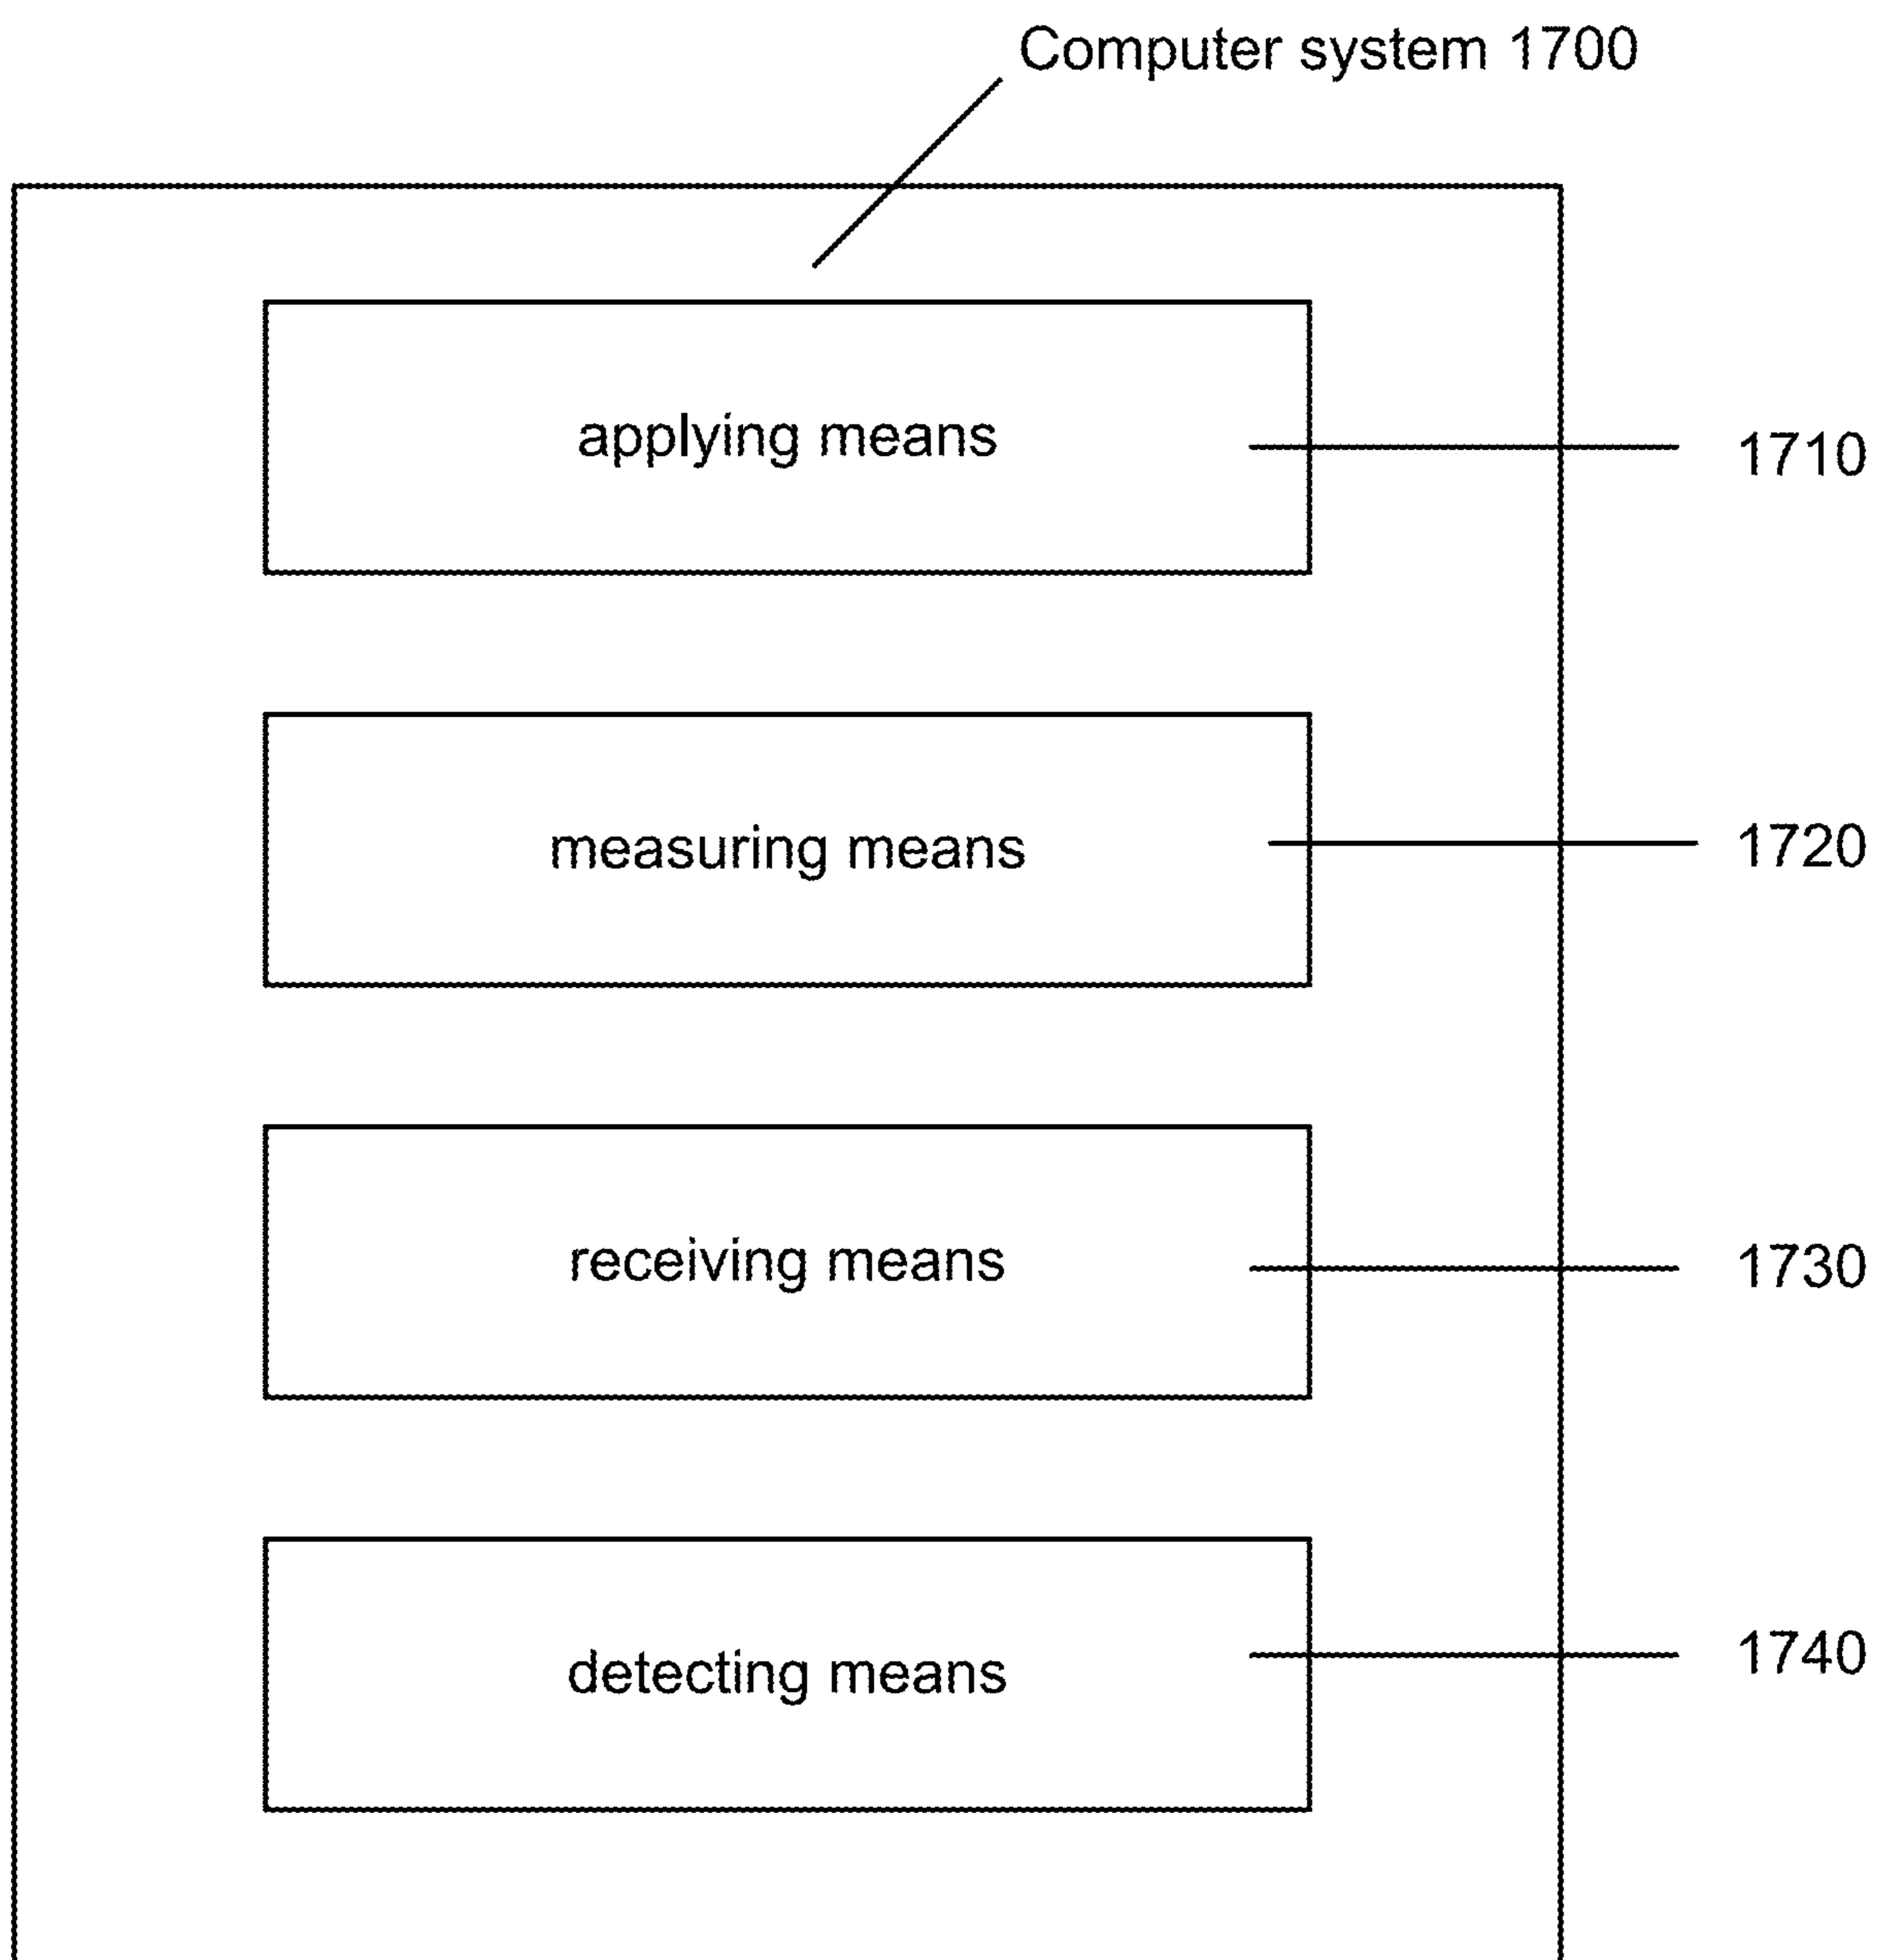 Computer system 1700
applying means
1710
measuring means
1720
receiving means
1730
detecting means
1740